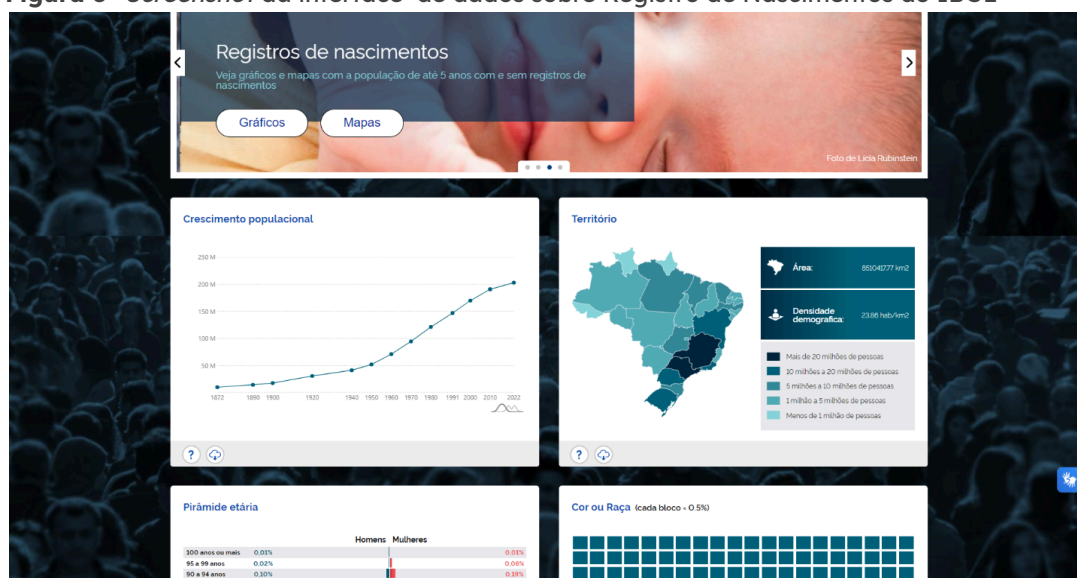 Registros de nascimentos
Veja gráficos e mapas com a população de até 5 anos com e sem registros de
nascimentos
Gráficos
Mapas
Foto de Licia Rubinstein
Crescimento populacional
250 M
200 M
150 M
100 M
50 M
1872 1890 1900 1920 1940 1950 1960 1970 1980 1991 2000 2010 2022
Território
Área: 8510417.77 km2
Densidade
demografica: 23.86 hab/km2
Mais de 20 milhões de pessoas
10 milhões a 20 milhões de pessoas
5 milhões a 10 milhões de pessoas
1 milhão a 5 milhões de pessoas
Menos de 1 milhão de pessoas
?
?
Pirâmide etária
Homens Mulheres
100 anos ou mais 0,01% 0,01%
95 a 99 anos 0,02% 0,06%
90 a 94 anos 0,10% 0,19%
Cor ou Raça (cada bloco = 0.5%)